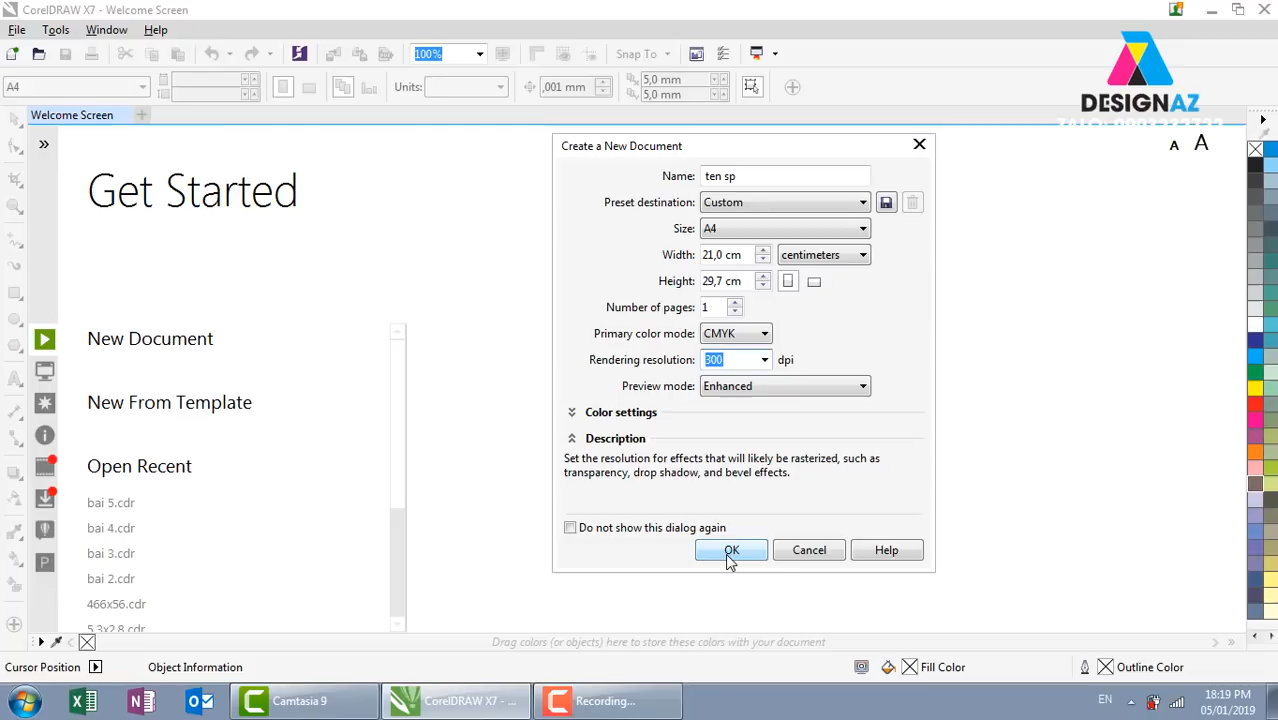 CorelDRAW X7 - Welcome Screen
File Tools Window Help
100% Snap To
A4 Units: ,001 mm 5,0 mm
5,0 mm
DESIGNAZ
Welcome Screen
A A
Get Started
New Document
New From Template
Open Recent
bai 5.cdr
bai 4.cdr
bai 3.cdr
bai 2.cdr
466x56.cdr
5,3x2,8.cdr
Create a New Document
Name: ten sp
Preset destination: Custom
Size: A4
Width: 21,0 cm centimeters
Height: 29,7 cm
Number of pages: 1
Primary color mode: CMYK
Rendering resolution: 300 dpi
Preview mode: Enhanced
Color settings
Description
Set the resolution for effects that will likely be rasterized, such as
transparency, drop shadow, and bevel effects.
Do not show this dialog again
OK Cancel Help
Drag colors (or objects) here to store these colors with your document
Cursor Position Object Information Fill Color Outline Color
Camtasia 9 CorelDRAW X7 - ... Recording... EN 18:19 PM
05/01/2019